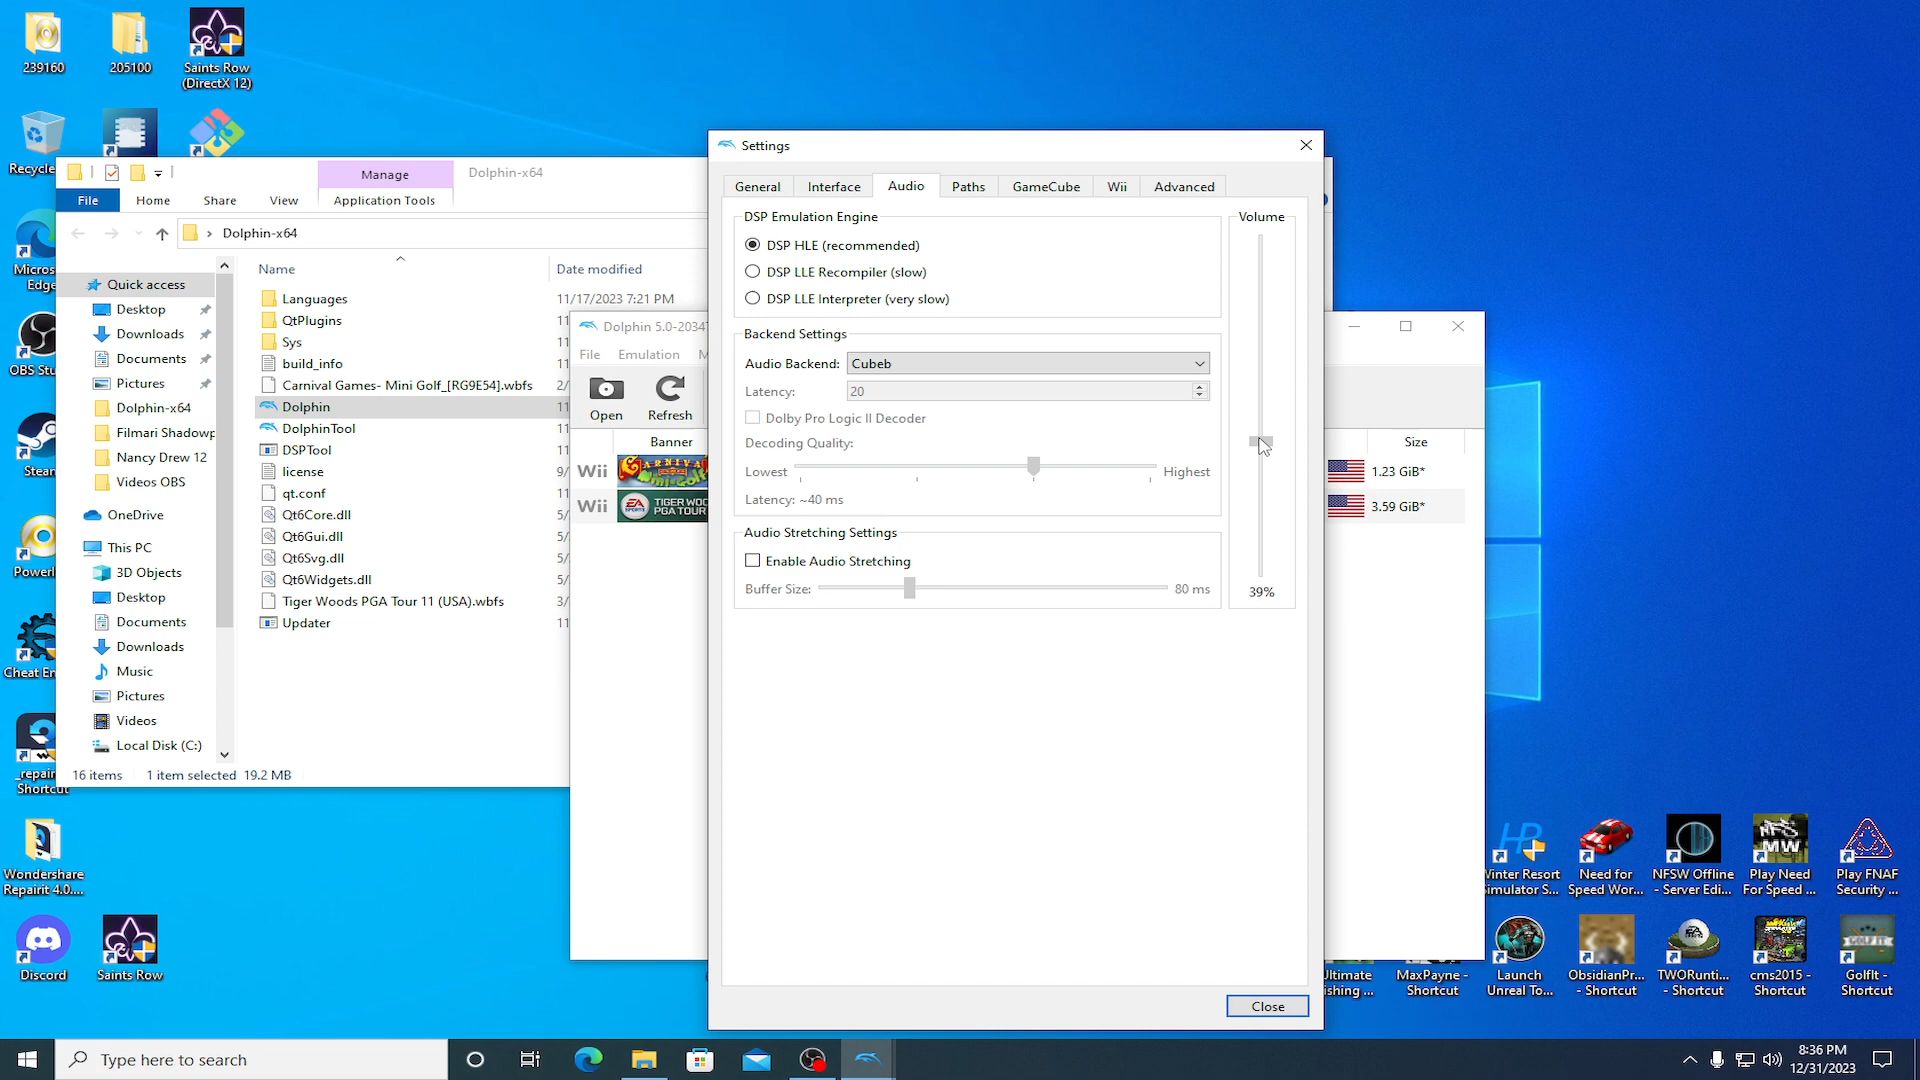 239160
205100
Saints Row
(DirectX 12)
Recycle
Micros
Edge
OBS Stu
Steam
Cheat En
Shortcut
Wondershare
Repairit 4.0....
Discord
Saints Row
Manage
Dolphin-x64
File
Home
Share
View
Application Tools
Dolphin-x64
Quick access
Desktop
Downloads
Documents
Pictures
Dolphin-x64
Filmari Shadowp
Nancy Drew 12
Videos OBS
OneDrive
This PC
3D Objects
Desktop
Documents
Downloads
Music
Pictures
Videos
Local Disk (C:)
Name
Date modified
Languages
11/17/2023 7:21 PM
QtPlugins
Sys
build_info
Carnival Games- Mini Golf_[RG9E54].wbfs
Dolphin
DolphinTool
DSPTool
license
qt.conf
Qt6Core.dll
Qt6Gui.dll
Qt6Svg.dll
Qt6Widgets.dll
Tiger Woods PGA Tour 11 (USA).wbfs
Updater
16 items
1 item selected
19.2 MB
Dolphin 5.0-2034
File
Emulation
Open
Refresh
Banner
Size
Wii
1.23 GiB*
Wii
EA SPORTS
TIGER WOO
PGA TOUR
3.59 GiB*
Settings
General
Interface
Audio
Paths
GameCube
Wii
Advanced
DSP Emulation Engine
DSP HLE (recommended)
DSP LLE Recompiler (slow)
DSP LLE Interpreter (very slow)
Backend Settings
Audio Backend:
Cubeb
Latency:
20
Dolby Pro Logic II Decoder
Decoding Quality:
Lowest
Highest
Latency: ~40 ms
Audio Stretching Settings
Enable Audio Stretching
Buffer Size:
80 ms
Volume
39%
Close
Winter Resort
Simulator S...
Need for
Speed Wor...
NFSW Offline
- Server Edi...
Play Need
For Speed ...
Play FNAF
Security ...
Ultimate
ishing ...
MaxPayne -
Shortcut
Launch
Unreal To...
ObsidianPr...
- Shortcut
TWORunti...
- Shortcut
cms2015 -
Shortcut
GolfIt -
Shortcut
Type here to search
8:36 PM
12/31/2023